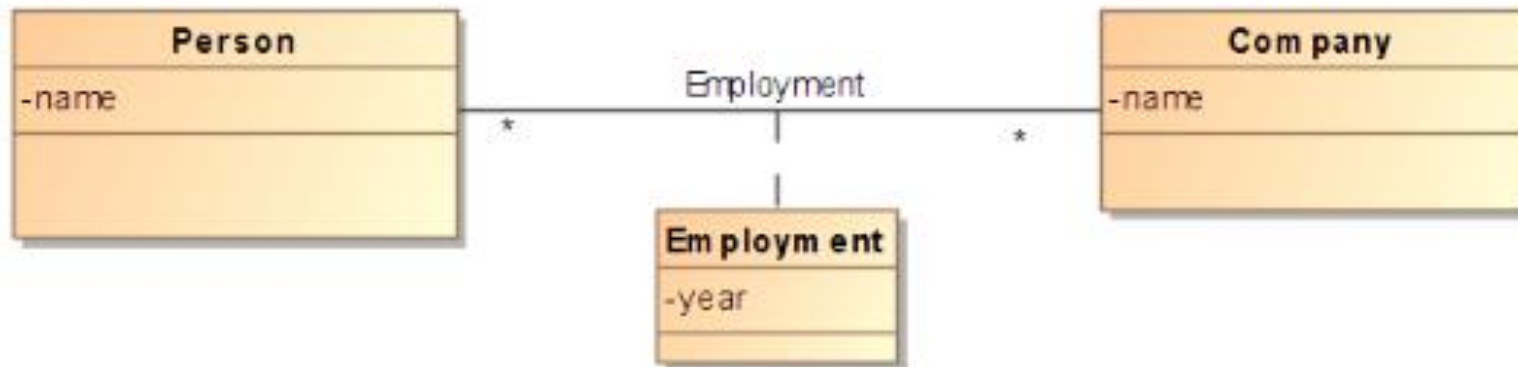 Person
-name
Employment
*
*
Company
-name
Employment
-year